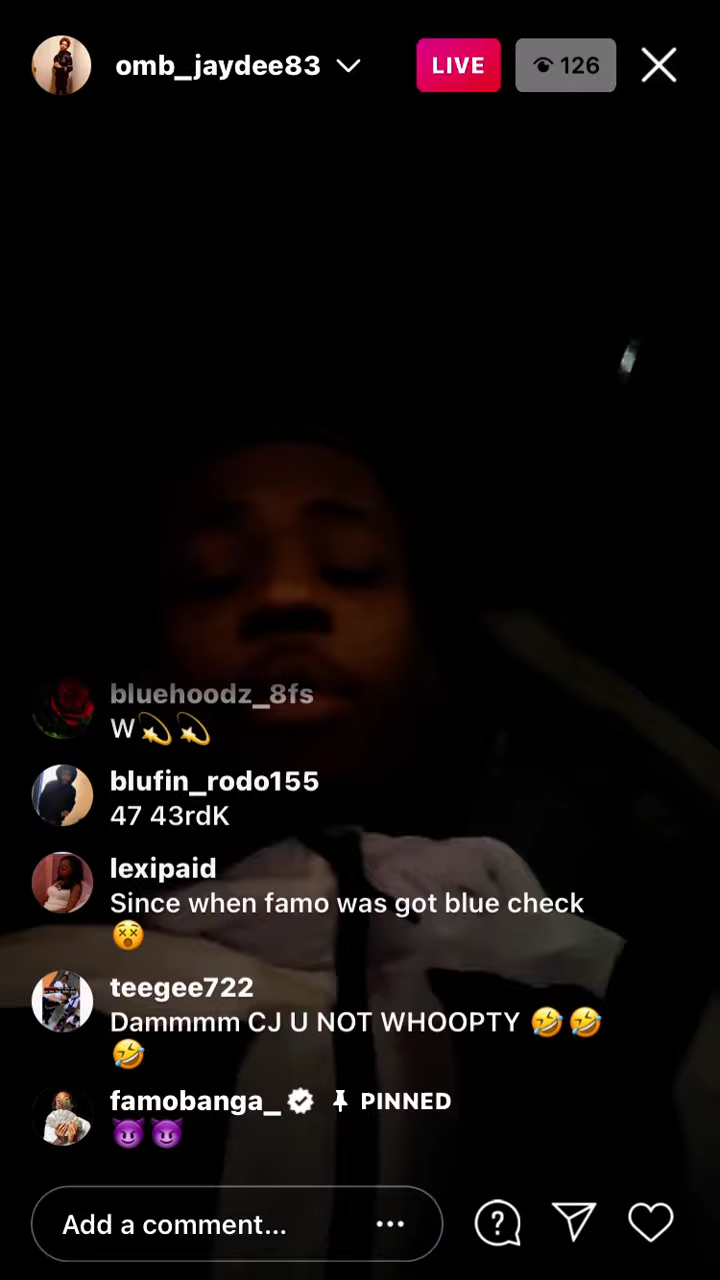 omb_jaydee83
LIVE
126
bluehoodz_8fs
W💫💫
blufin_rodo155
47 43rdK
lexipaid
Since when famo was got blue check
😵
teegee722
Dammmm CJ U NOT WHOOPTY 🤣🤣
🤣
famobanga_ PINNED
😈😈
Add a comment...